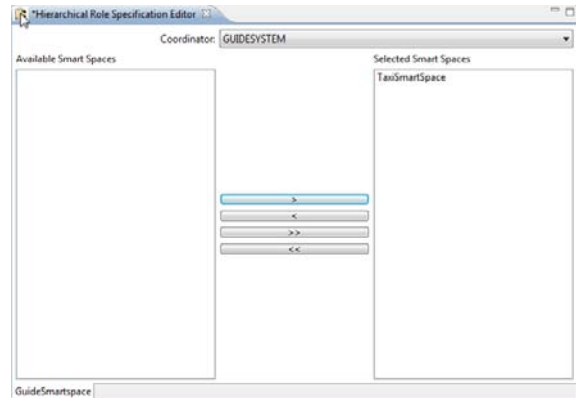 *Hierarchical Role Specification Editor
Coordinator: GUIDESYSTEM
Available Smart Spaces
Selected Smart Spaces
TaxiSmartSpace
>
<
>>
<<
GuideSmartspace